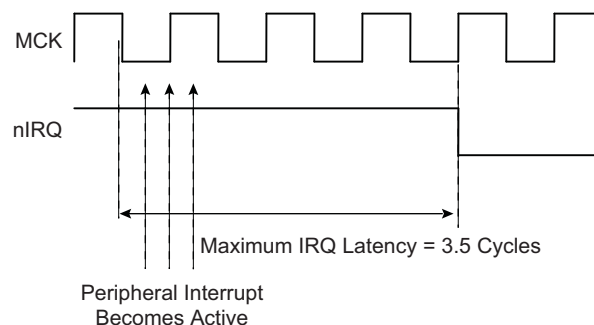 MCK
nIRQ
Maximum IRQ Latency = 3.5 Cycles
Peripheral Interrupt
Becomes Active